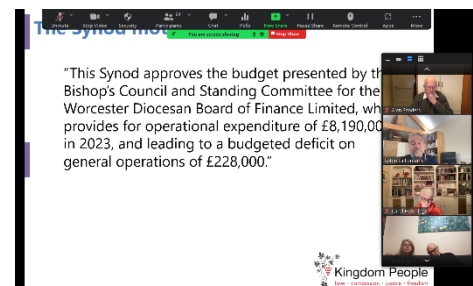 Unmute Stop Video Security Participants 21 Chat Polls New Share Pause Share Remote Control Apps More
You are screen sharing Stop Share
The Synod mot
“This Synod approves the budget presented by th
Bishop’s Council and Standing Committee for the
Worcester Diocesan Board of Finance Limited, wh
provides for operational expenditure of £8,190,00
in 2023, and leading to a budgeted deficit on
general operations of £228,000.”
Kingdom People
love · compassion · justice · freedom